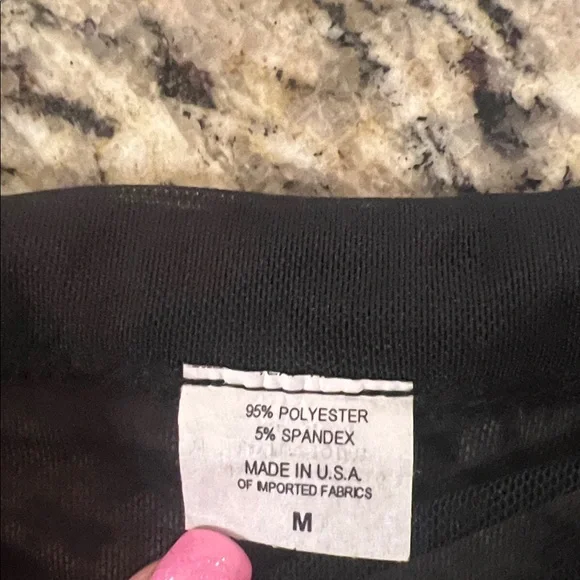 95% POLYESTER
5% SPANDEX
MADE IN U.S.A.
OF IMPORTED FABRICS
M